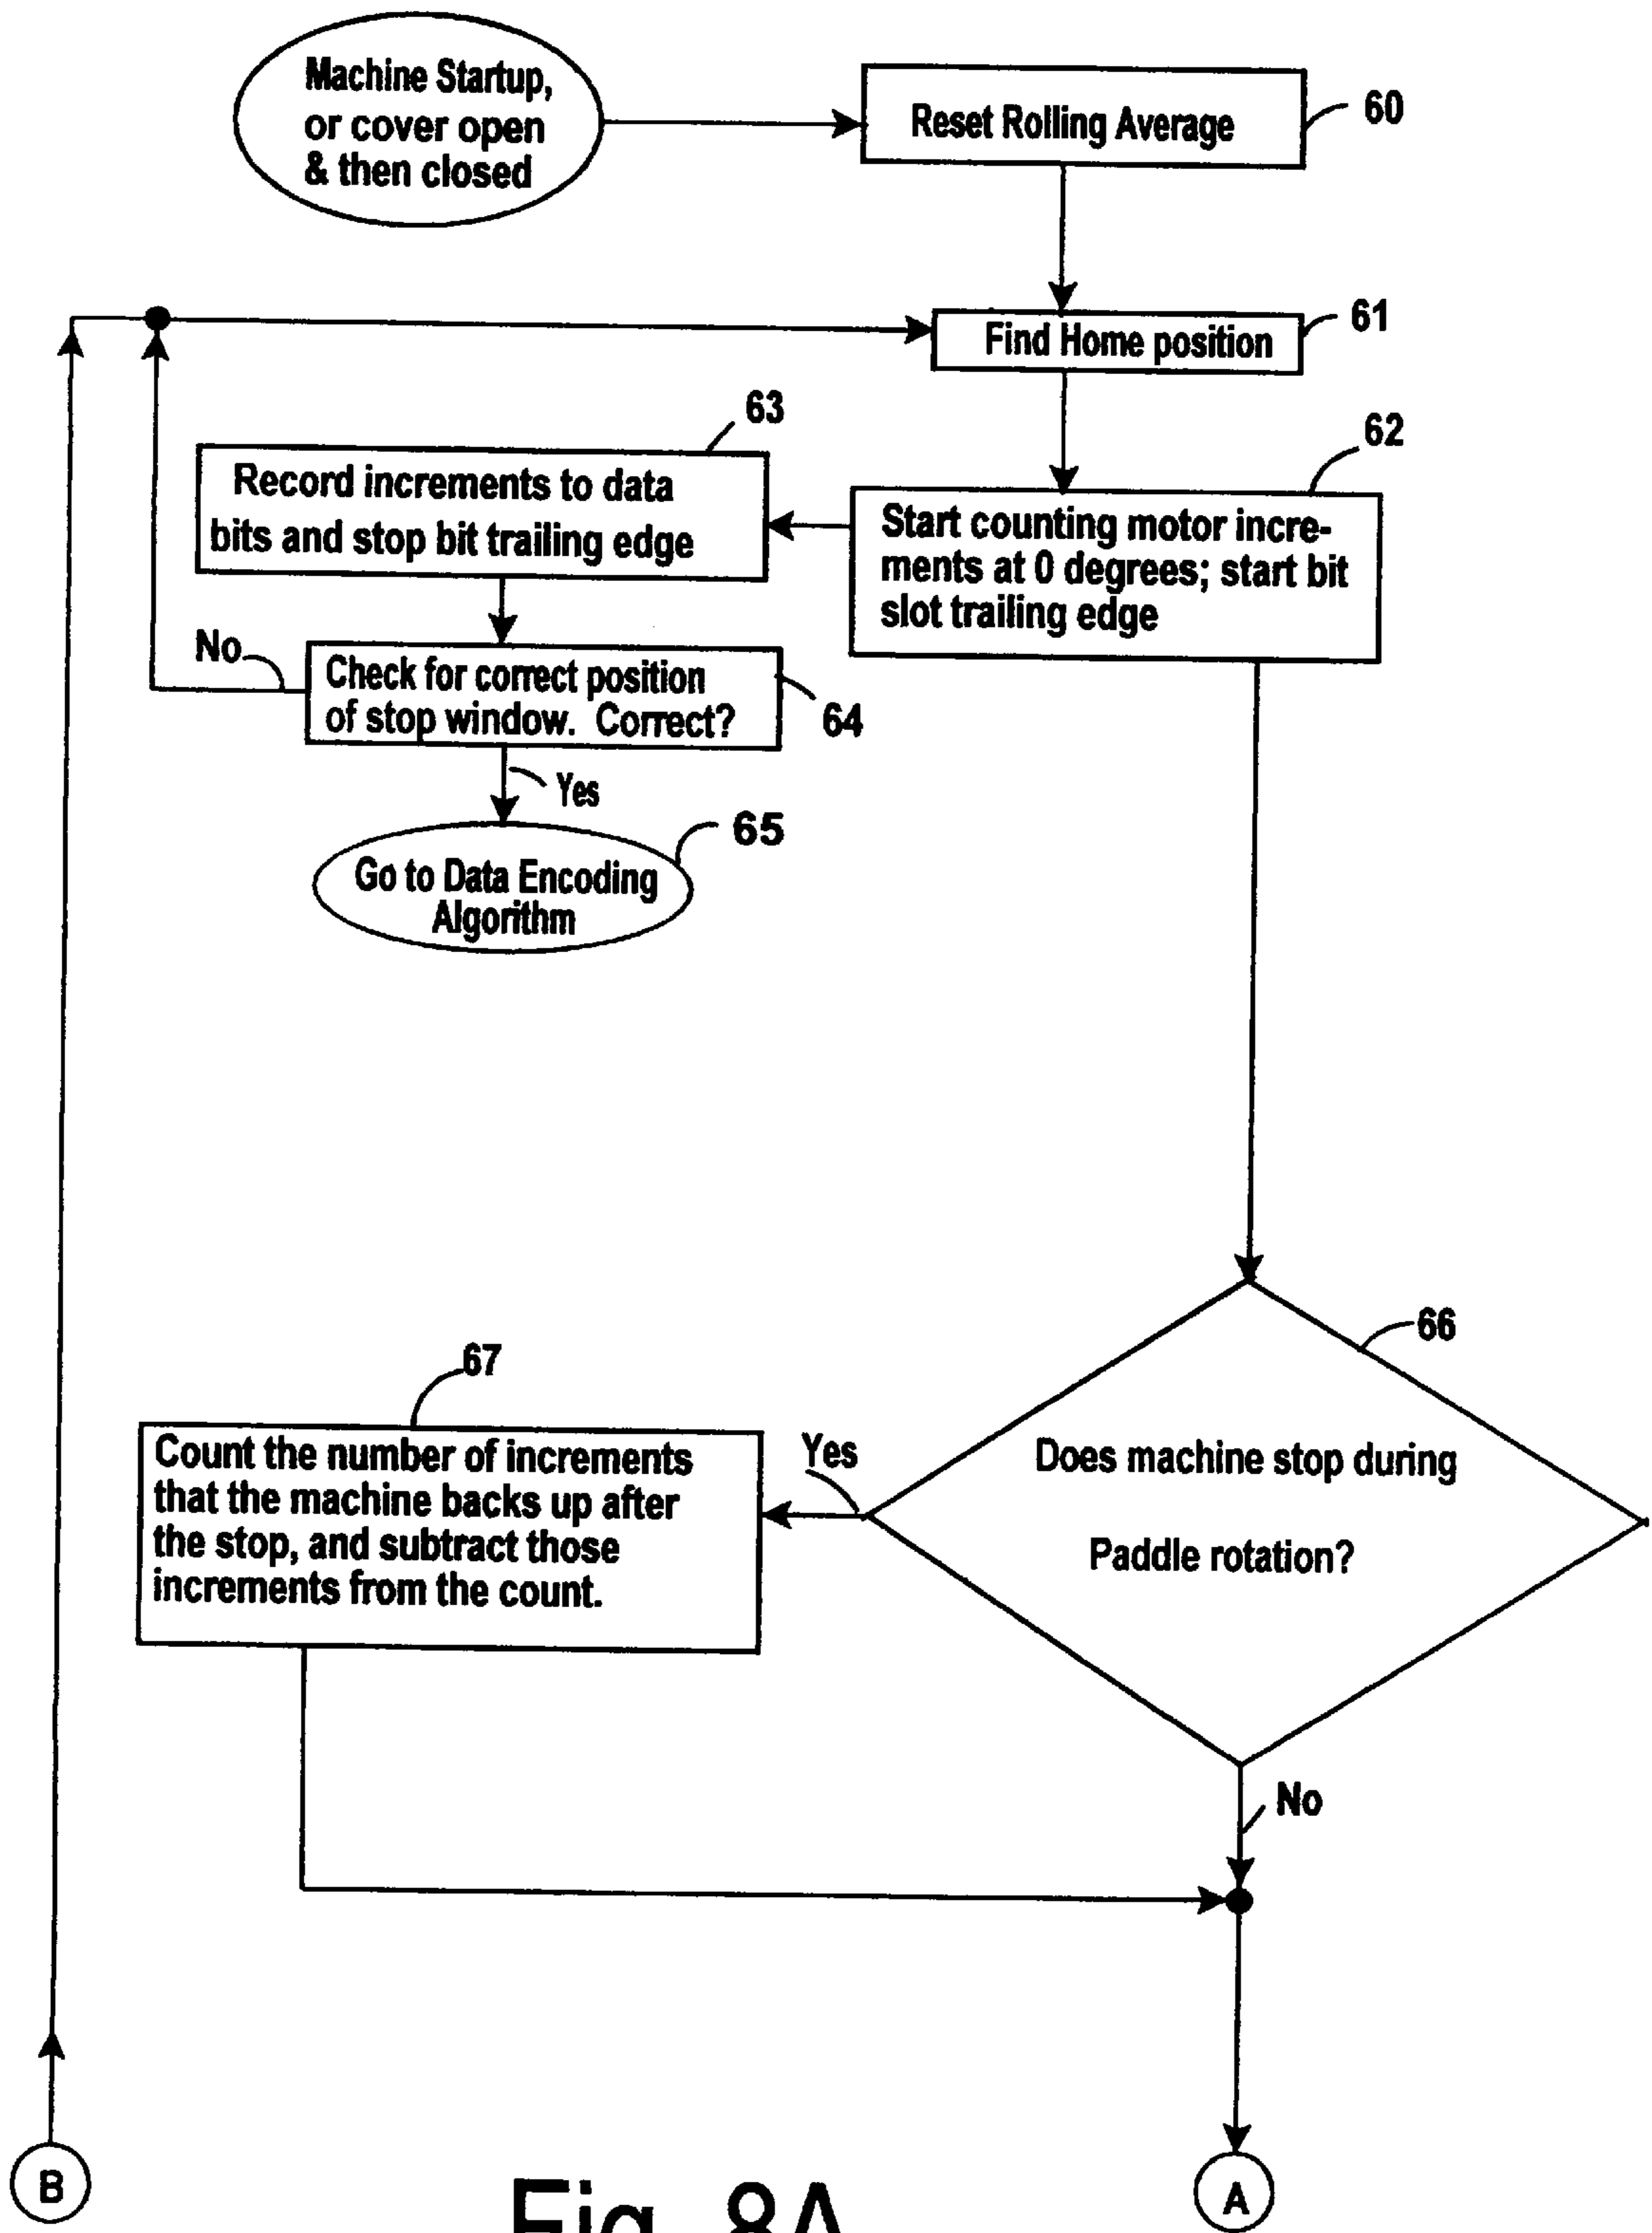 Machine Startup,
or cover open
& then closed
Reset Rolling Average
60
Find Home position
61
63
62
Record increments to data
bits and stop bit trailing edge
Start counting motor incre-
ments at 0 degrees; start bit
slot trailing edge
No
Check for correct position
of stop window. Correct?
64
Yes
65
Go to Data Encoding
Algorithm
66
67
Count the number of increments
that the machine backs up after
the stop, and subtract those
increments from the count.
Yes
Does machine stop during
Paddle rotation?
No
B
A
Fig. 8A